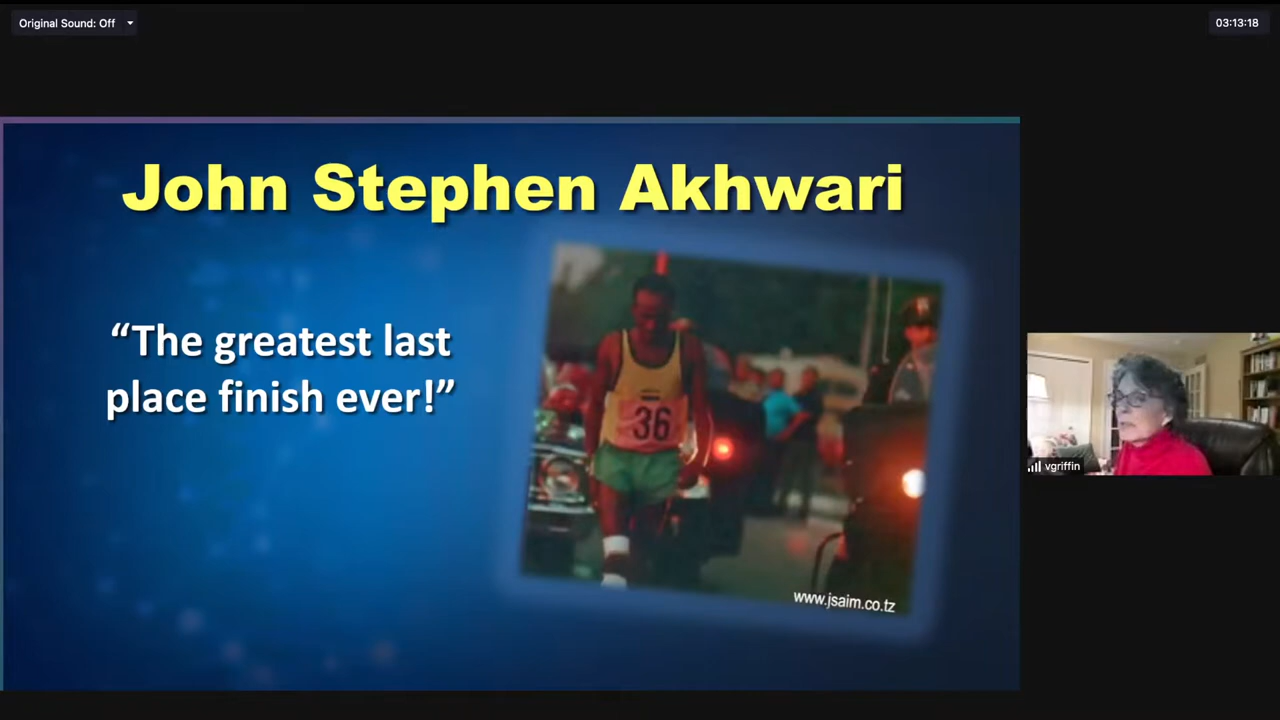 Original Sound: Off
03:13:18
John Stephen Akhwari
“The greatest last
place finish ever!”
36
www.jsaim.co.tz
vgriffin